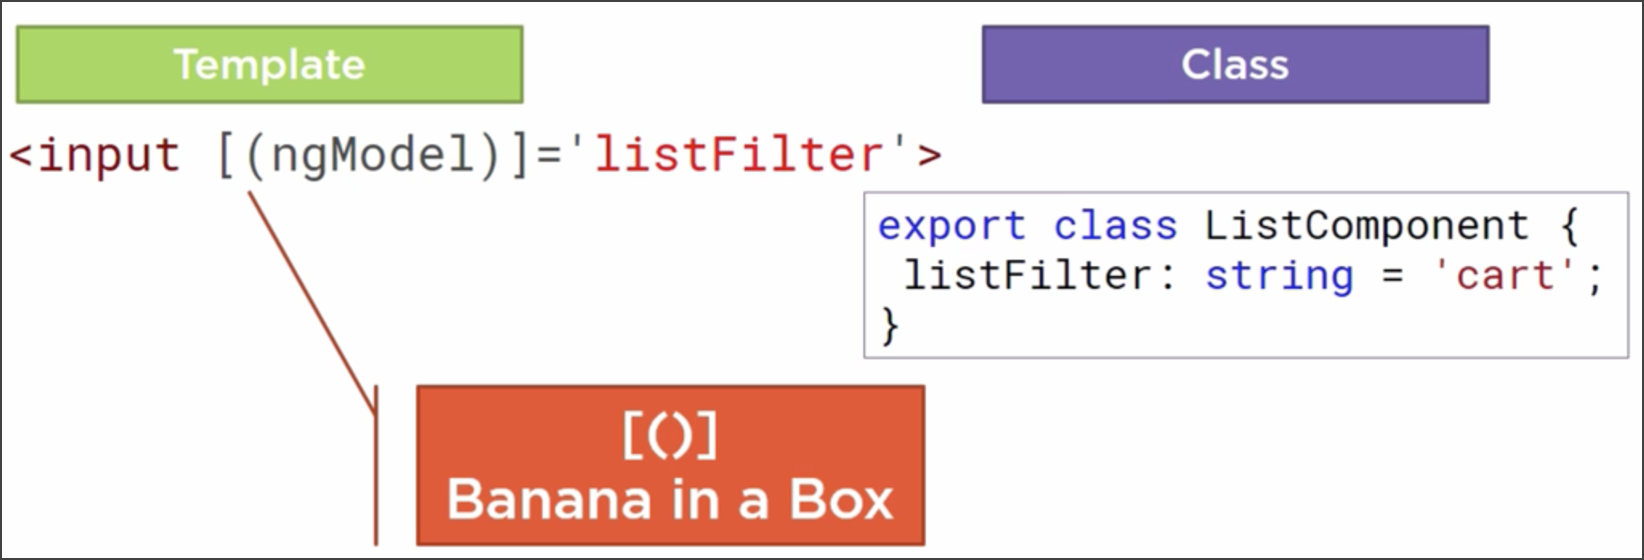 Template
Class
<input [(ngModel)]='listFilter'>
export class ListComponent {
listFilter: string = 'cart';
}
[()]
Banana in a Box